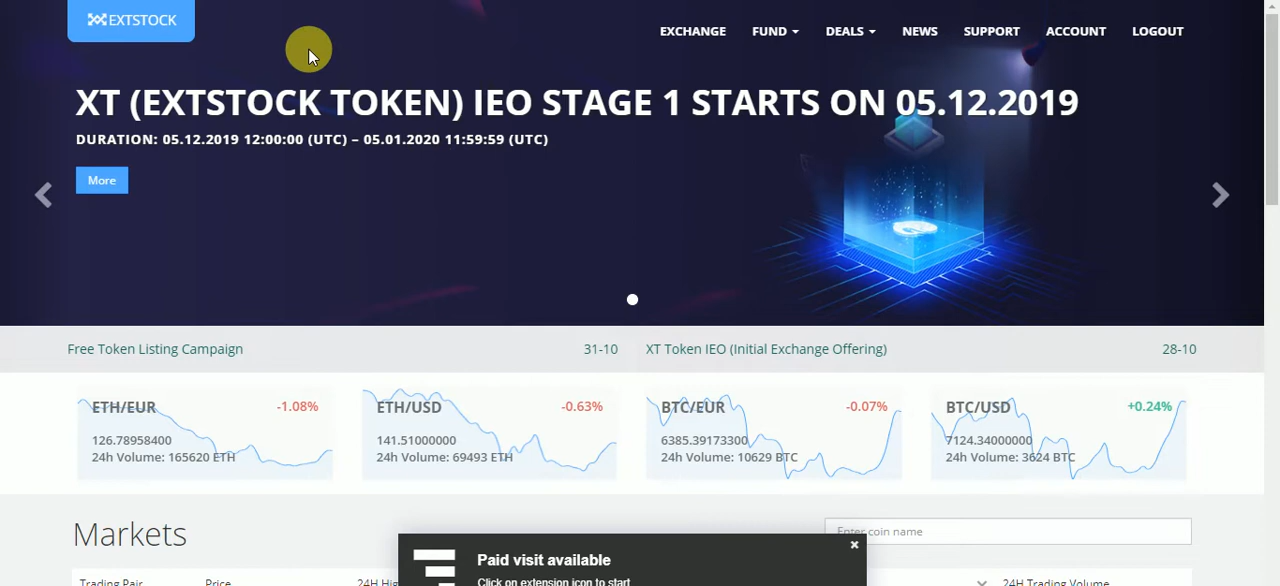 EXTSTOCK
EXCHANGE FUND DEALS NEWS SUPPORT ACCOUNT LOGOUT
XT (EXTSTOCK TOKEN) IEO STAGE 1 STARTS ON 05.12.2019
DURATION: 05.12.2019 12:00:00 (UTC) – 05.01.2020 11:59:59 (UTC)
More
Free Token Listing Campaign 31-10 XT Token IEO (Initial Exchange Offering) 28-10
ETH/EUR -1.08% ETH/USD -0.63% BTC/EUR -0.07% BTC/USD +0.24%
126.78958400 141.51000000 6385.39173300 7124.34000000
24h Volume: 165620 ETH 24h Volume: 69493 ETH 24h Volume: 10629 BTC 24h Volume: 3624 BTC
Markets Enter coin name
Paid visit available
Click on extension icon to start
Trading Pair Price 24H 24H Trading Volume